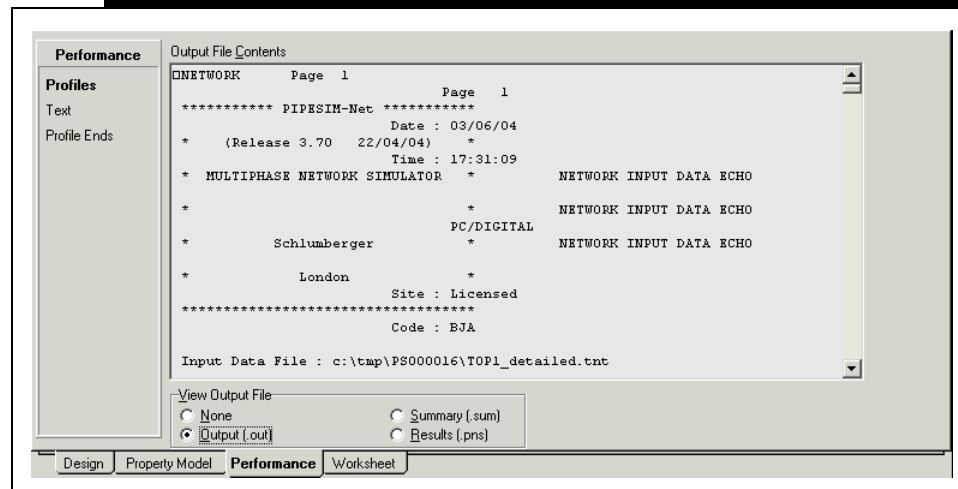 Performance
Profiles
Text
Profile Ends
Output File Contents
□NETWORK Page 1
Page 1
*********** PIPESIM-Net ***********
Date : 03/06/04
* (Release 3.70 22/04/04) *
Time : 17:31:09
* MULTIPHASE NETWORK SIMULATOR * NETWORK INPUT DATA ECHO
* * NETWORK INPUT DATA ECHO
PC/DIGITAL
* Schlumberger * NETWORK INPUT DATA ECHO
* London *
Site : Licensed
***********************************
Code : BJA
Input Data File : c:\tmp\PS000016\TOP1_detailed.tnt
View Output File
None
Summary (.sum)
Output (.out)
Results (.pns)
Design
Property Model
Performance
Worksheet